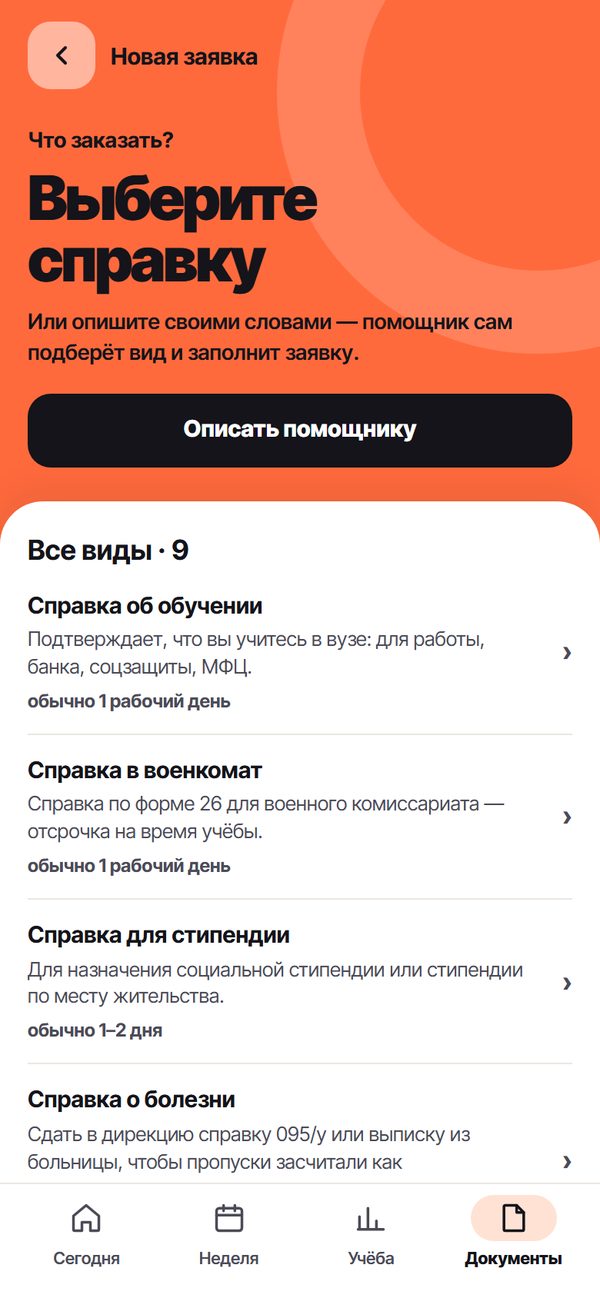 Новая заявка
Что заказать?
Выберите
справку
Или опишите своими словами — помощник сам
подберёт вид и заполнит заявку.
Описать помощнику
Все виды · 9
Справка об обучении
Подтверждает, что вы учитесь в вузе: для работы,
банка, соцзащиты, МФЦ.
обычно 1 рабочий день
Справка в военкомат
Справка по форме 26 для военного комиссариата —
отсрочка на время учёбы.
обычно 1 рабочий день
Справка для стипендии
Для назначения социальной стипендии или стипендии
по месту жительства.
обычно 1–2 дня
Справка о болезни
Сдать в дирекцию справку 095/у или выписку из
больницы, чтобы пропуски засчитали как
Сегодня
Неделя
Учёба
Документы